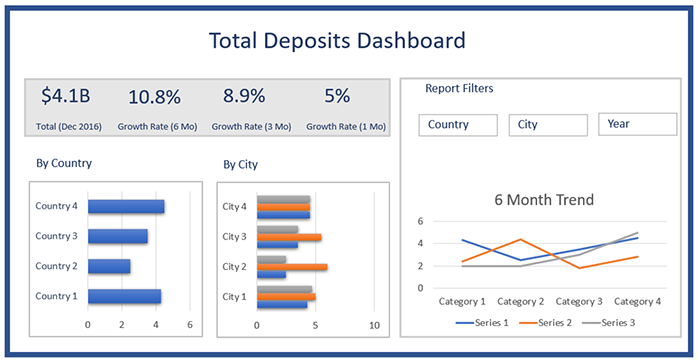 Total Deposits Dashboard
$4.1B 10.8% 8.9% 5%
Total (Dec 2016) Growth Rate (6 Mo) Growth Rate (3 Mo) Growth Rate (1 Mo)
Report Filters
Country City Year
By Country
Country 4
Country 3
Country 2
Country 1
0 2 4 6
By City
City 4
City 3
City 2
City 1
0 5 10
6 Month Trend
6
4
2
0
Category 1 Category 2 Category 3 Category 4
Series 1 Series 2 Series 3